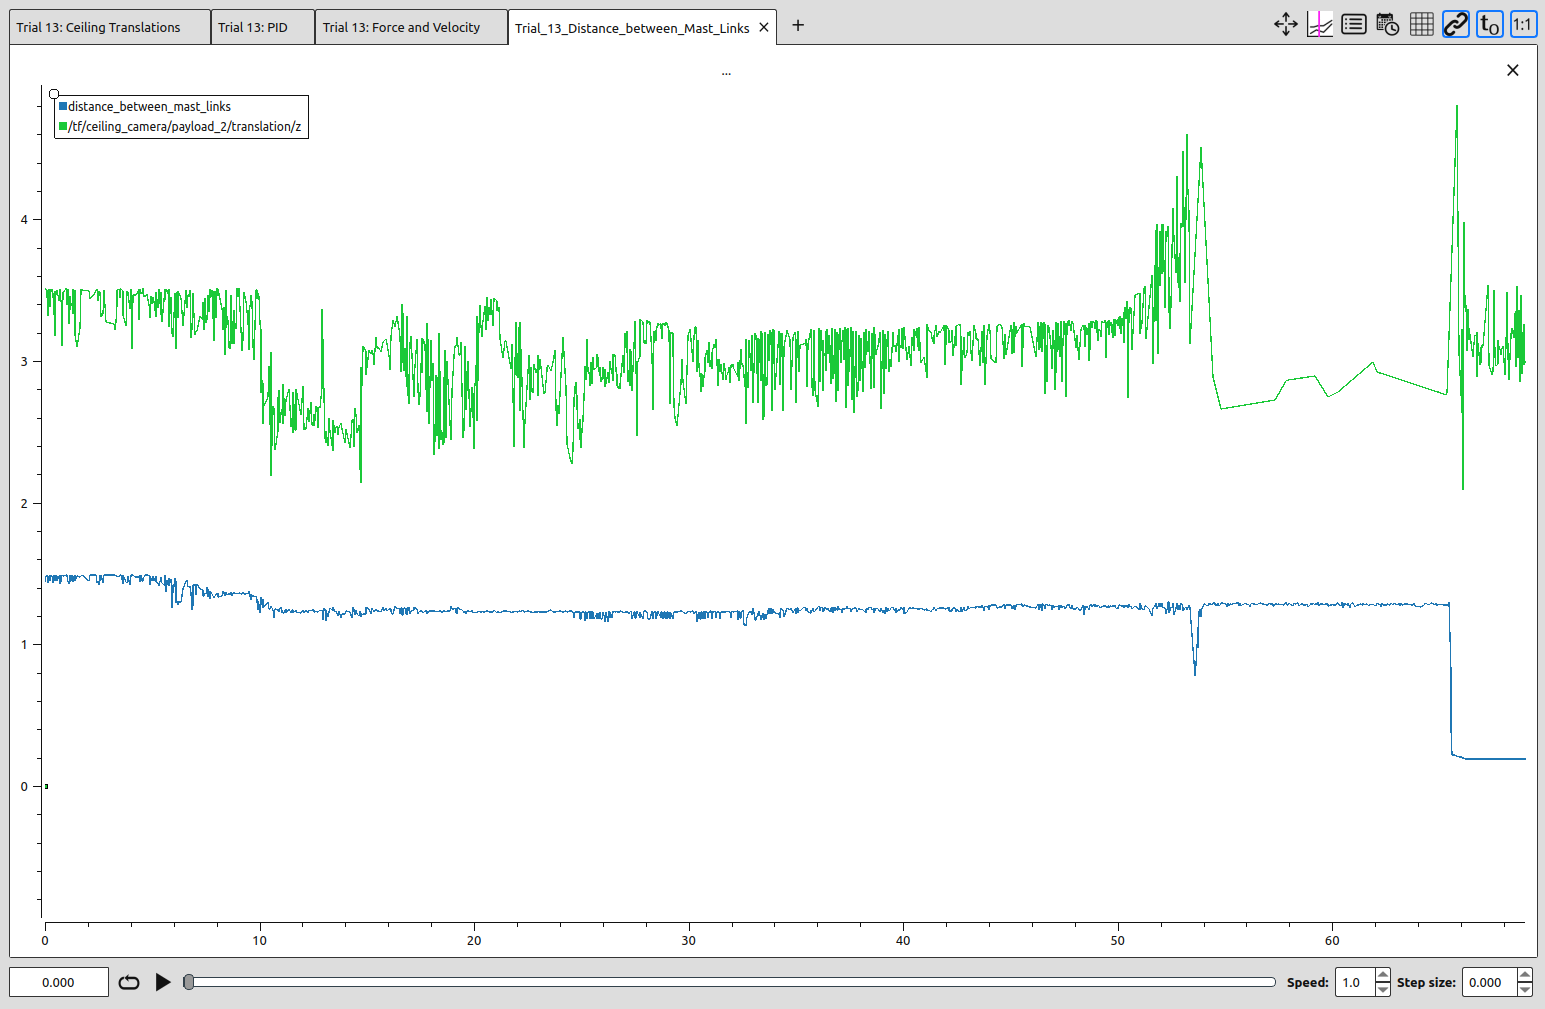 Trial 13: Ceiling Translations
Trial 13: PID
Trial 13: Force and Velocity
Trial_13_Distance_between_Mast_Links
t0
1:1
...
distance_between_mast_links
/tf/ceiling_camera/payload_2/translation/z
4
3
2
1
0
0 10 20 30 40 50 60
0.000
Speed: 1.0
Step size: 0.000